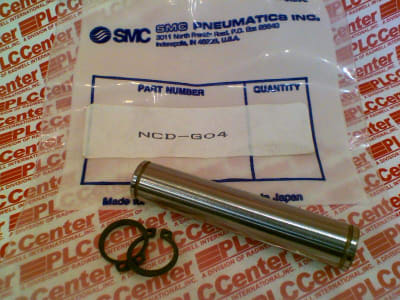 SMC
SMC PNEUMATICS INC.
3011 North Franklin Road, P.O. Box 26640
Indianapolis, IN 46226, U.S.A.
PART NUMBER
QUANTITY
NCD-G04
Made
in Japan
PLCCenter